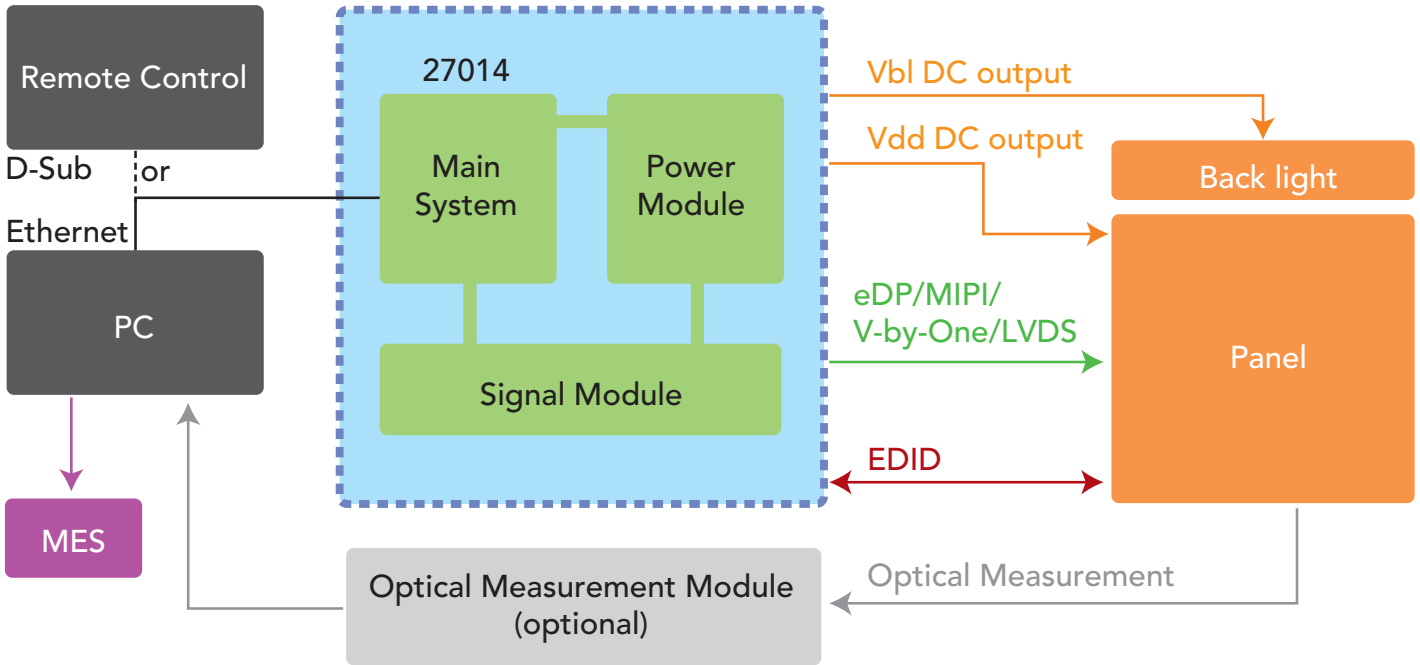 Remote Control
D-Sub
or
Ethernet
PC
MES
27014
Main
System
Power
Module
Signal Module
Vbl DC output
Vdd DC output
Back light
eDP/MIPI/
V-by-One/LVDS
Panel
EDID
Optical Measurement
Optical Measurement Module
(optional)